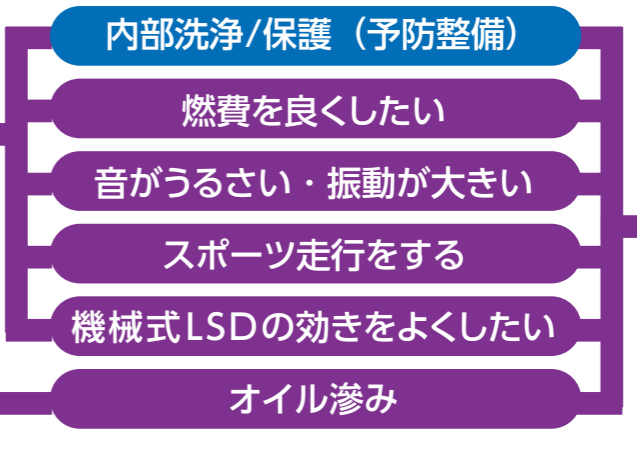 内部洗浄/保護（予防整備）
燃費を良くしたい
音がうるさい・振動が大きい
スポーツ走行をする
機械式LSDの効きをよくしたい
オイル滲み